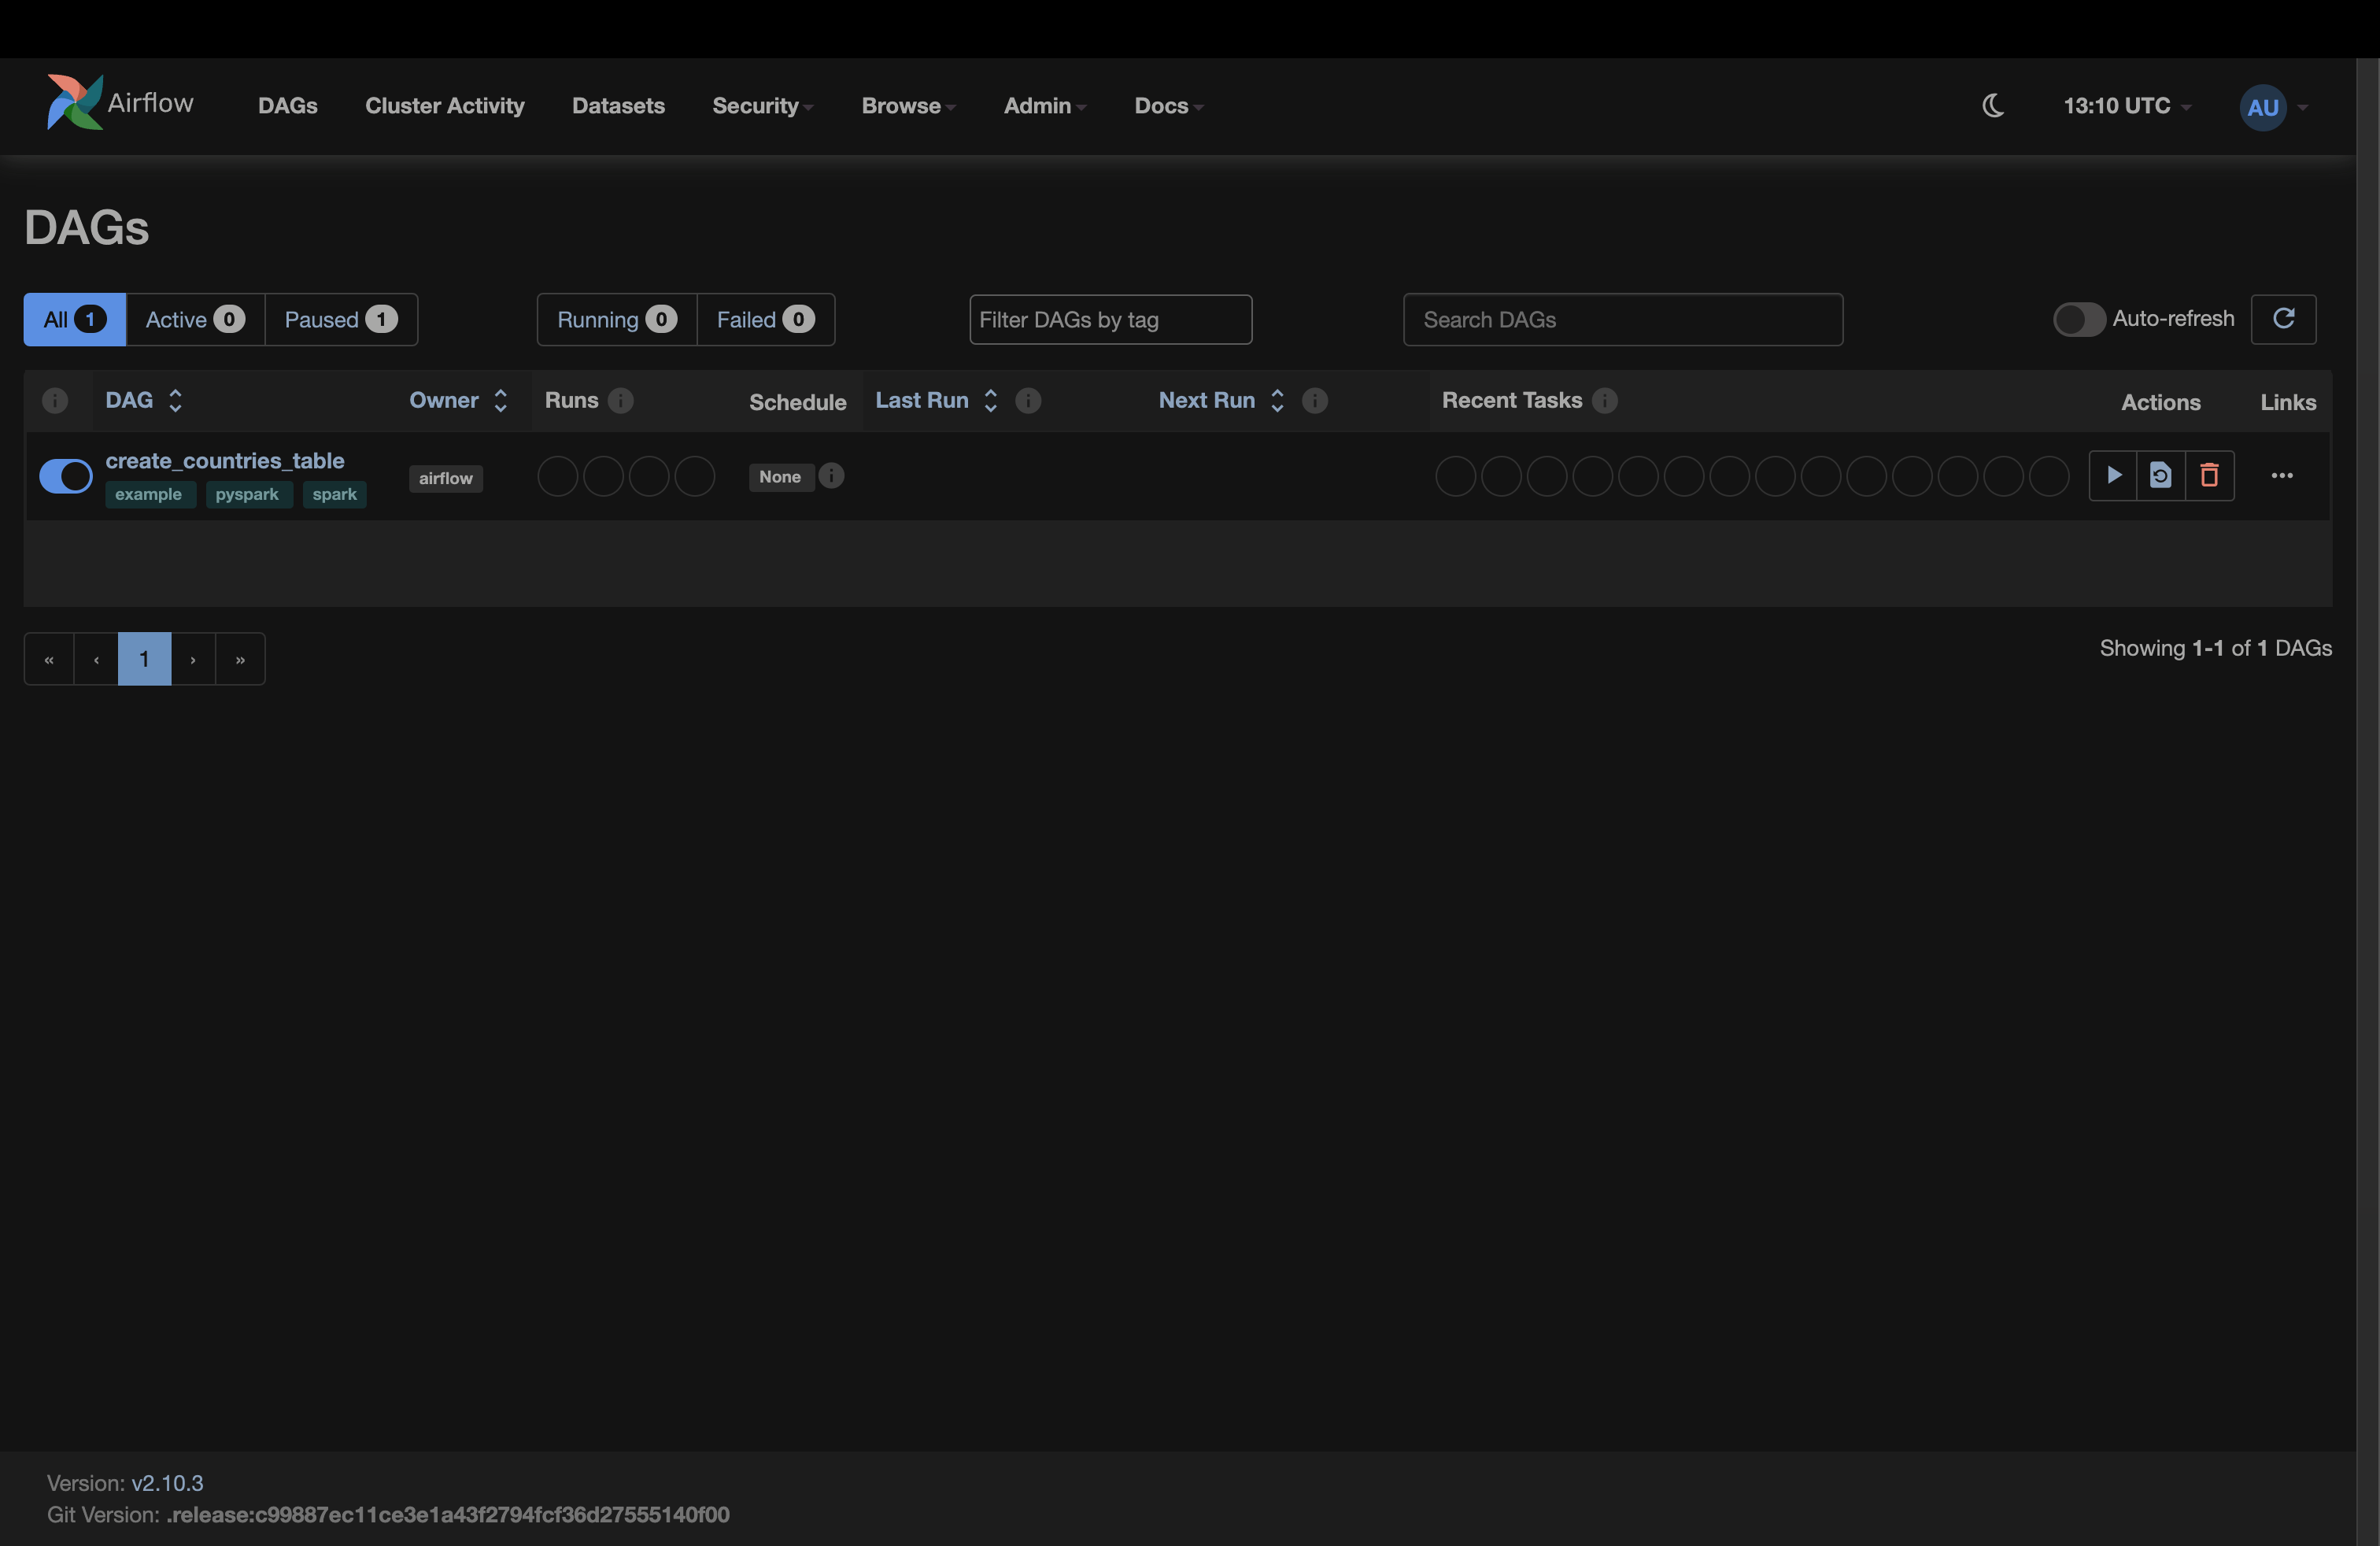 Airflow DAGs Cluster Activity Datasets Security Browse Admin Docs 13:10 UTC AU
DAGs
All 1 Active 0 Paused 1 Running 0 Failed 0 Filter DAGs by tag Search DAGs Auto-refresh
DAG Owner Runs Schedule Last Run Next Run Recent Tasks Actions Links
create_countries_table
example pyspark spark
airflow
None
« ‹ 1 › »
Showing 1-1 of 1 DAGs
Version: v2.10.3
Git Version: .release:c99887ec11ce3e1a43f2794fcf36d27555140f00